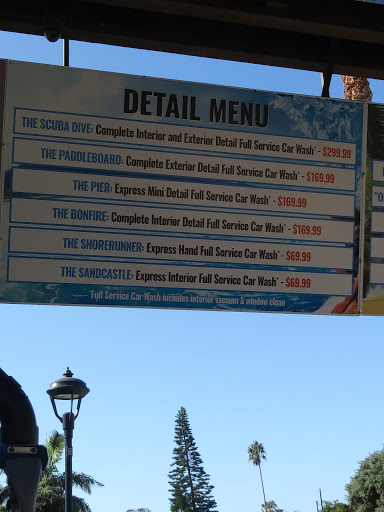 DETAIL MENU
THE SCUBA DIVE: Complete Interior and Exterior Detail Full Service Car Wash* - $299.99
THE PADDLEBOARD: Complete Exterior Detail Full Service Car Wash* - $169.99
THE PIER: Express Mini Detail Full Service Car Wash* - $169.99
THE BONFIRE: Complete Interior Detail Full Service Car Wash* - $169.99
THE SHORERUNNER: Express Hand Full Service Car Wash* - $69.99
THE SANDCASTLE: Express Interior Full Service Car Wash* - $69.99
*Full Service Car Wash includes interior vacuum & window clean